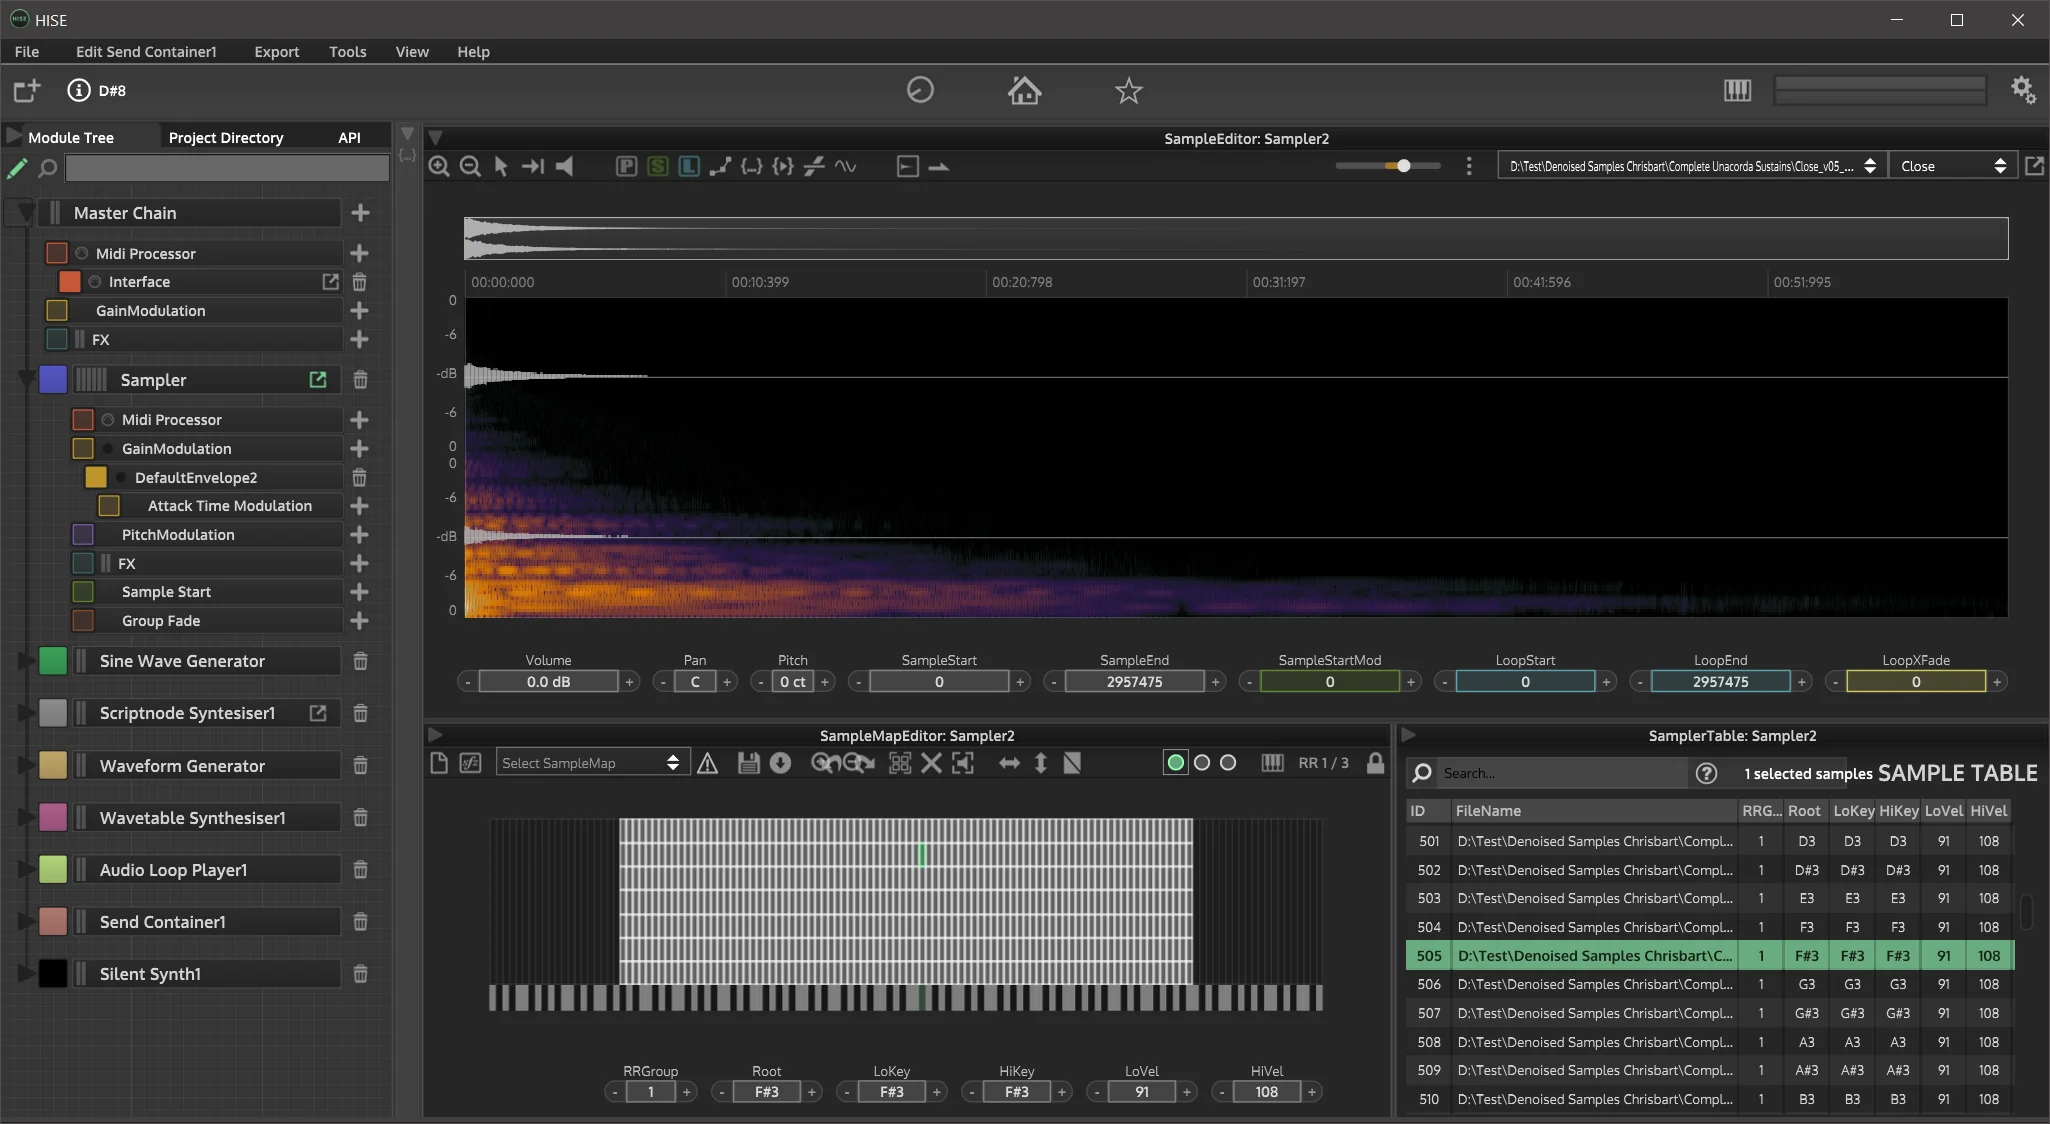 HISE
File Edit Send Container1 Export Tools View Help
D#8
Module Tree Project Directory API
Master Chain
Midi Processor
Interface
GainModulation
FX
Sampler
Midi Processor
GainModulation
DefaultEnvelope2
Attack Time Modulation
PitchModulation
FX
Sample Start
Group Fade
Sine Wave Generator
Scriptnode Syntesiser1
Waveform Generator
Wavetable Synthesiser1
Audio Loop Player1
Send Container1
Silent Synth1
SampleEditor: Sampler2
P S L D:\Test\Denoised Samples Chrisbart\Complete Unacorda Sustains\Close_v05_... Close
00:00:000 00:10:399 00:20:798 00:31:197 00:41:596 00:51:995
0
-6
-dB
-6
0
0
-6
-dB
-6
0
Volume Pan Pitch SampleStart SampleEnd SampleStartMod LoopStart LoopEnd LoopXFade
- 0.0 dB + - C + - 0 ct + - 0 + - 2957475 + - 0 + - 0 + - 2957475 + - 0 +
SampleMapEditor: Sampler2
Select SampleMap RR 1 / 3
RRGroup Root LoKey HiKey LoVel HiVel
- 1 + - F#3 + - F#3 + - F#3 + - 91 + - 108 +
SamplerTable: Sampler2
Search... 1 selected samples SAMPLE TABLE
ID FileName RRG... Root LoKey HiKey LoVel HiVel
501 D:\Test\Denoised Samples Chrisbart\Compl... 1 D3 D3 D3 91 108
502 D:\Test\Denoised Samples Chrisbart\Compl... 1 D#3 D#3 D#3 91 108
503 D:\Test\Denoised Samples Chrisbart\Compl... 1 E3 E3 E3 91 108
504 D:\Test\Denoised Samples Chrisbart\Compl... 1 F3 F3 F3 91 108
505 D:\Test\Denoised Samples Chrisbart\C... 1 F#3 F#3 F#3 91 108
506 D:\Test\Denoised Samples Chrisbart\Compl... 1 G3 G3 G3 91 108
507 D:\Test\Denoised Samples Chrisbart\Compl... 1 G#3 G#3 G#3 91 108
508 D:\Test\Denoised Samples Chrisbart\Compl... 1 A3 A3 A3 91 108
509 D:\Test\Denoised Samples Chrisbart\Compl... 1 A#3 A#3 A#3 91 108
510 D:\Test\Denoised Samples Chrisbart\Compl... 1 B3 B3 B3 91 108